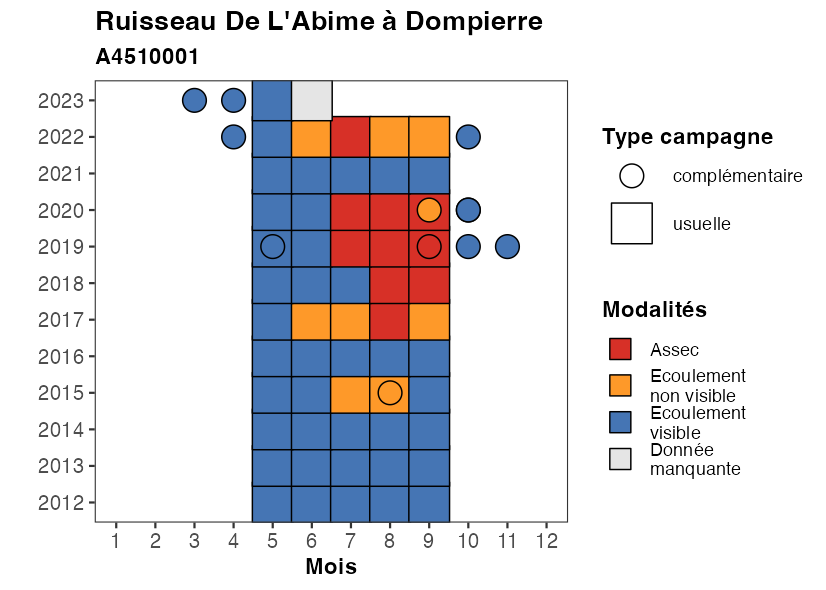 Ruisseau De L'Abime à Dompierre
A4510001
2023
2022
2021
2020
2019
2018
2017
2016
2015
2014
2013
2012
1 2 3 4 5 6 7 8 9 10 11 12
Mois
Type campagne
complémentaire
usuelle
Modalités
Assec
Ecoulement
non visible
Ecoulement
visible
Donnée
manquante